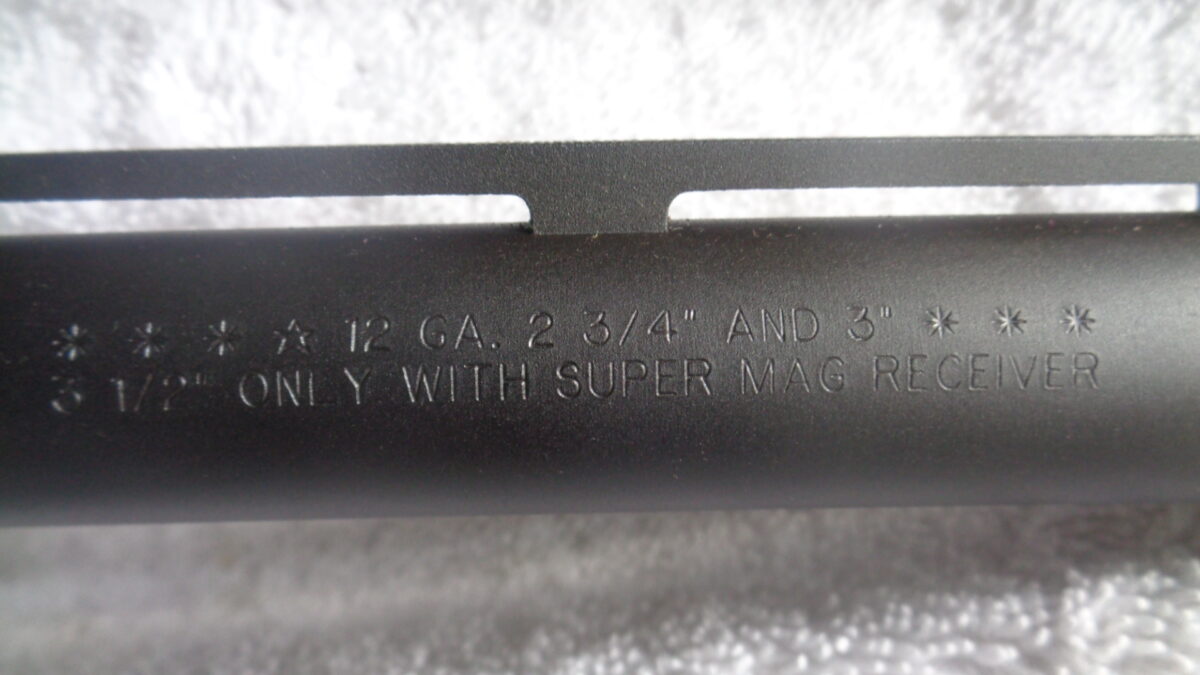 * * * ☆ 12 GA. 2 3/4" AND 3" * * *
3 1/2" ONLY WITH SUPER MAG RECEIVER